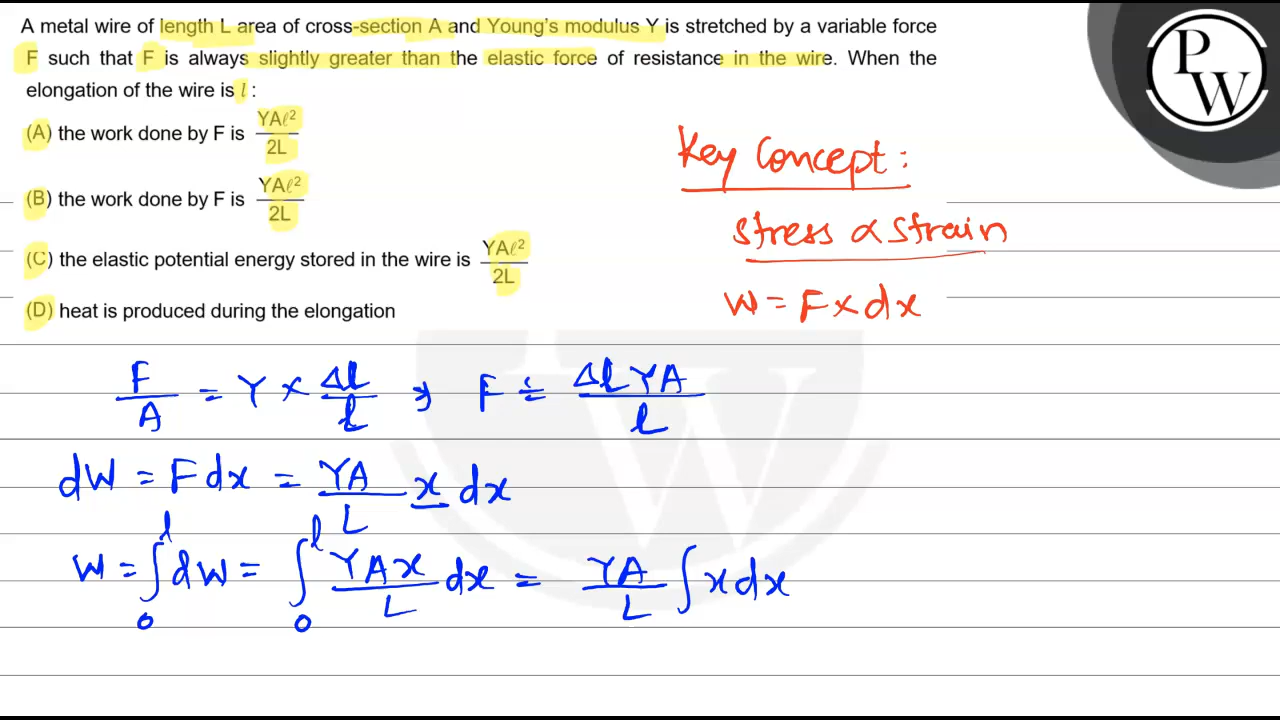 A metal wire of length L area of cross-section A and Young's modulus Y is stretched by a variable force
F such that F is always slightly greater than the elastic force of resistance in the wire. When the
elongation of the wire is l :
(A) the work done by F is YAℓ²/2L
(B) the work done by F is YAℓ²/2L
(C) the elastic potential energy stored in the wire is YAℓ²/2L
(D) heat is produced during the elongation
P
W
Key Concept :
Stress ∝ Strain
W = F x dx
F/A = Y × Δl/l ⇒ F = Δl YA/l
dW = F dx = YA/L x dx
W = ∫₀ˡ dW = ∫₀ˡ YAx/L dx = YA/L ∫ x dx